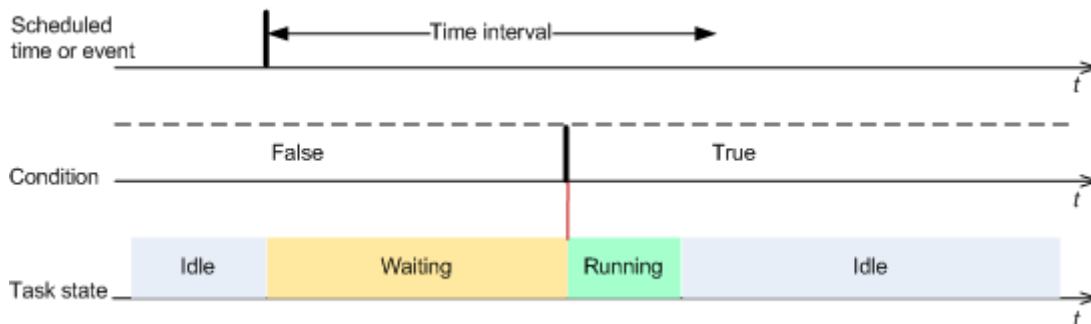 Scheduled
time or event
Time interval
t
False
True
Condition
t
Idle
Waiting
Running
Idle
Task state
t